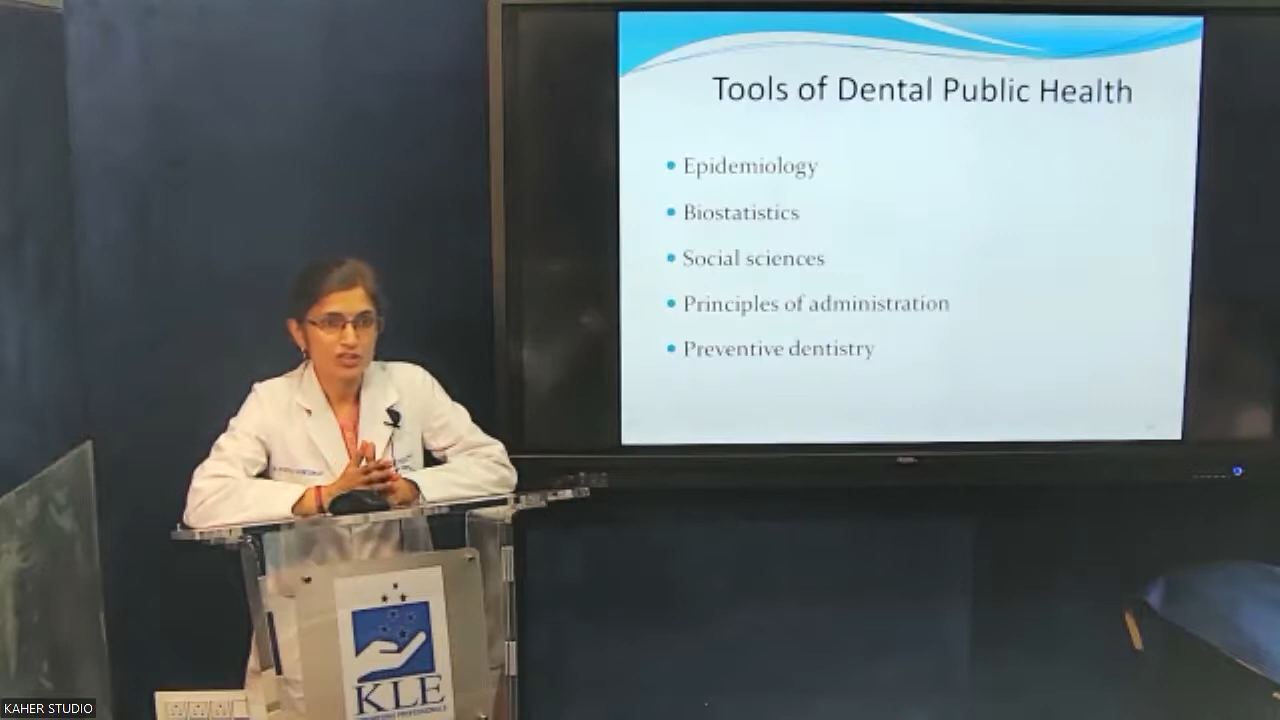 Tools of Dental Public Health
Epidemiology
Biostatistics
Social sciences
Principles of administration
Preventive dentistry
KLE
KAHER STUDIO